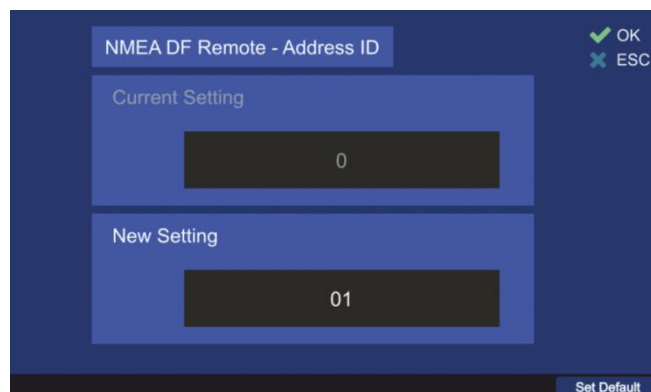 NMEA DF Remote - Address ID
OK
ESC
Current Setting
0
New Setting
01
Set Default